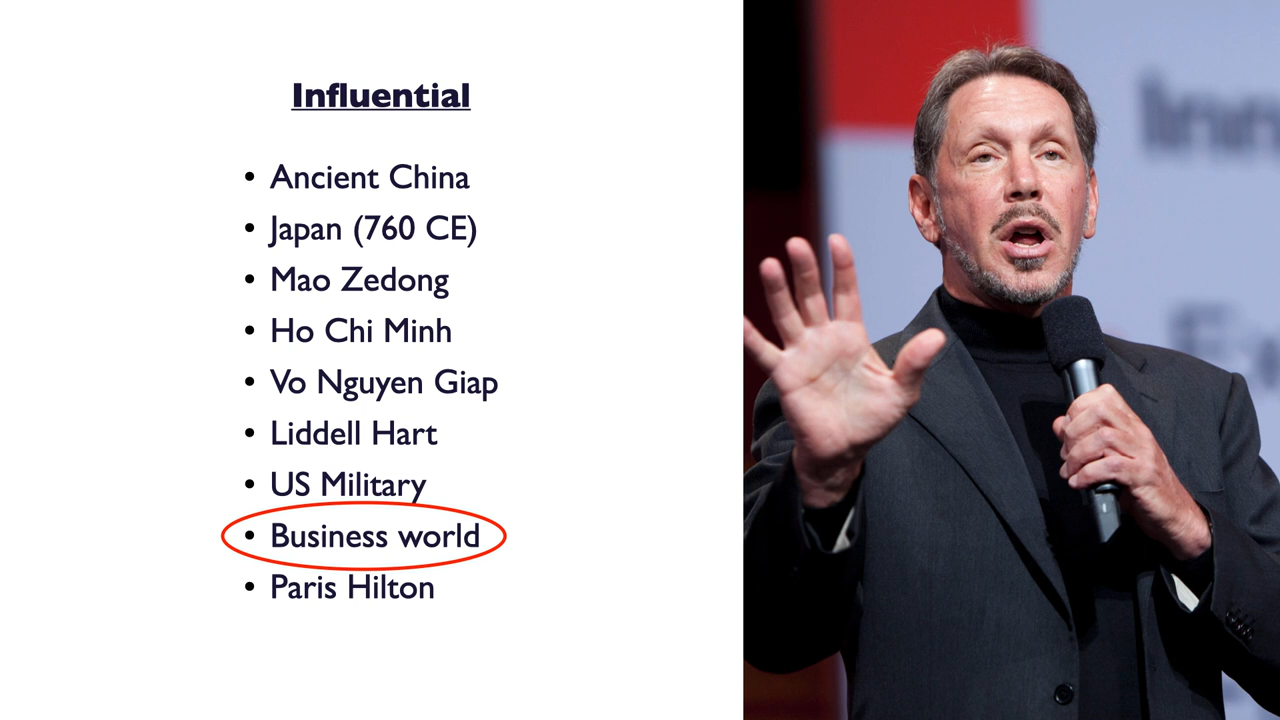 Influential
• Ancient China
• Japan (760 CE)
• Mao Zedong
• Ho Chi Minh
• Vo Nguyen Giap
• Liddell Hart
• US Military
• Business world
• Paris Hilton
Inn